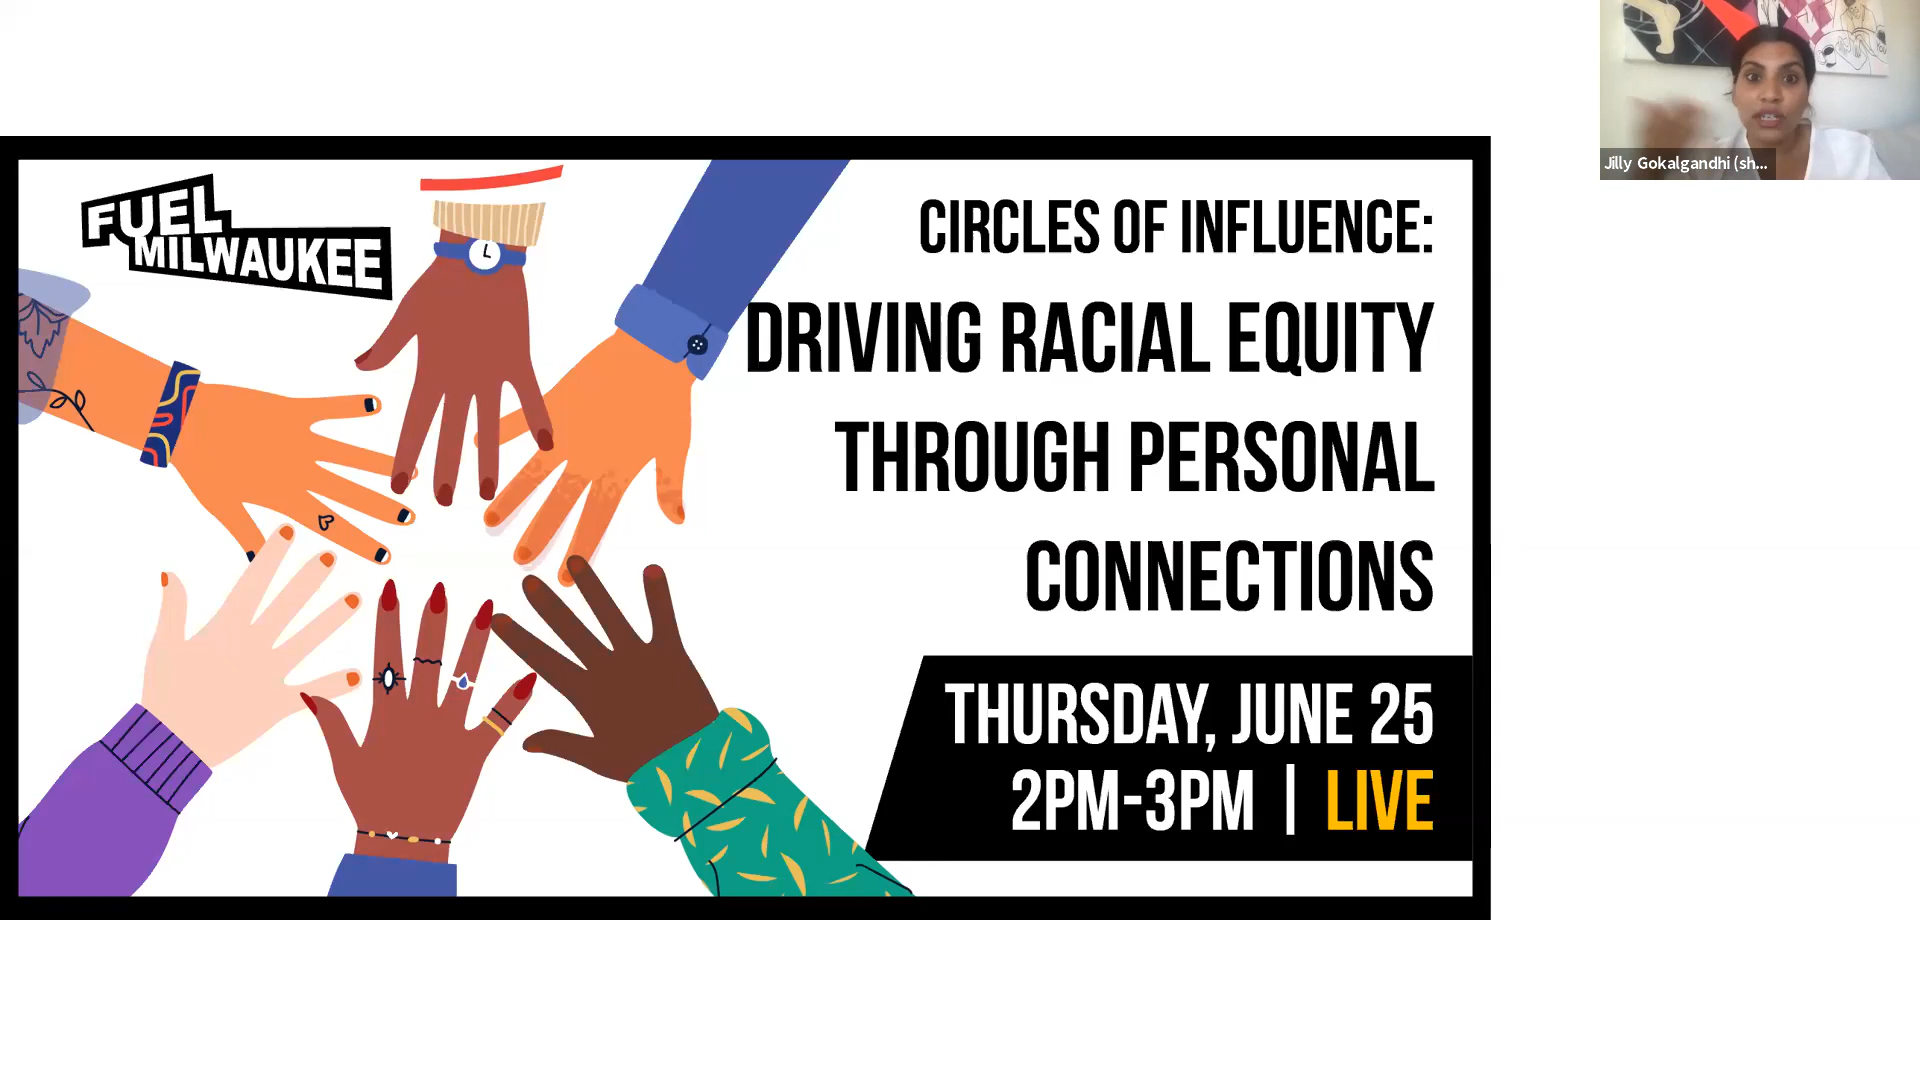 FUEL
MILWAUKEE
CIRCLES OF INFLUENCE:
DRIVING RACIAL EQUITY
THROUGH PERSONAL
CONNECTIONS
THURSDAY, JUNE 25
2PM-3PM | LIVE
Jilly Gokalgandhi (sh...